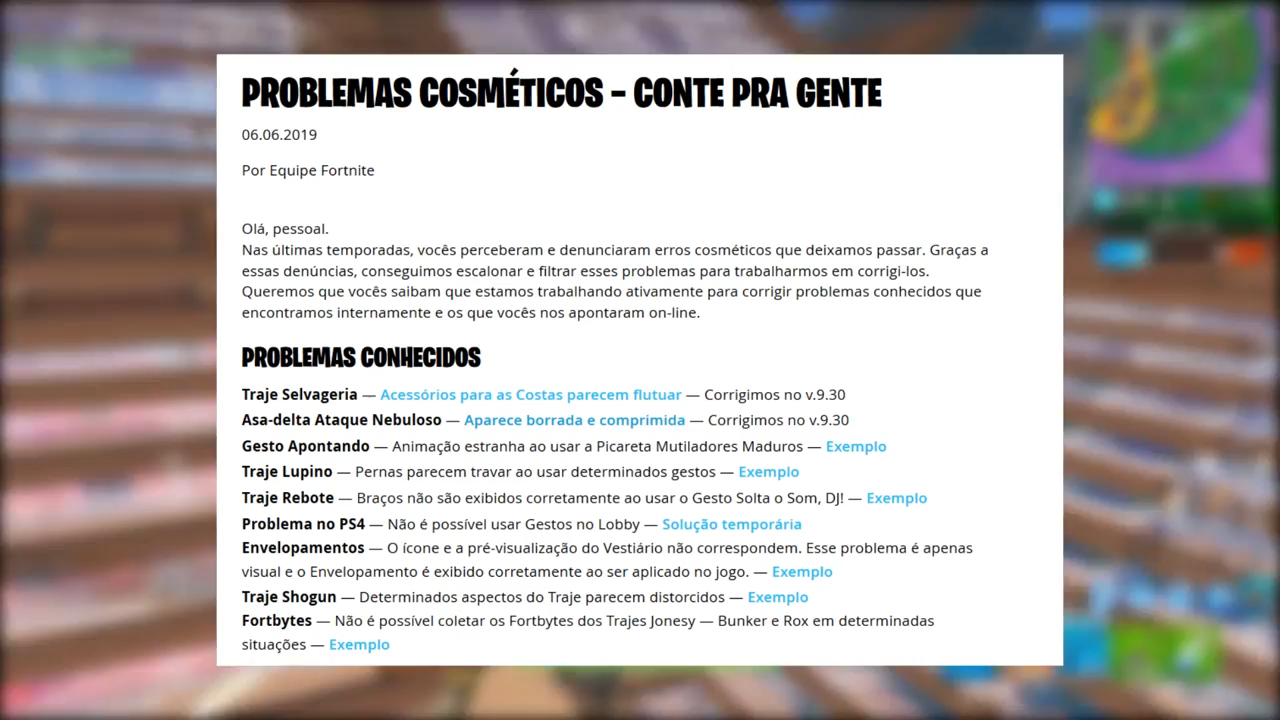 PROBLEMAS COSMÉTICOS – CONTE PRA GENTE
06.06.2019
Por Equipe Fortnite
Olá, pessoal.
Nas últimas temporadas, vocês perceberam e denunciaram erros cosméticos que deixamos passar. Graças a
essas denúncias, conseguimos escalonar e filtrar esses problemas para trabalharmos em corrigi-los.
Queremos que vocês saibam que estamos trabalhando ativamente para corrigir problemas conhecidos que
encontramos internamente e os que vocês nos apontaram on-line.
PROBLEMAS CONHECIDOS
Traje Selvageria — Acessórios para as Costas parecem flutuar — Corrigimos no v.9.30
Asa-delta Ataque Nebuloso — Aparece borrada e comprimida — Corrigimos no v.9.30
Gesto Apontando — Animação estranha ao usar a Picareta Mutiladores Maduros — Exemplo
Traje Lupino — Pernas parecem travar ao usar determinados gestos — Exemplo
Traje Rebote — Braços não são exibidos corretamente ao usar o Gesto Solta o Som, DJ! — Exemplo
Problema no PS4 — Não é possível usar Gestos no Lobby — Solução temporária
Envelopamentos — O ícone e a pré-visualização do Vestiário não correspondem. Esse problema é apenas
visual e o Envelopamento é exibido corretamente ao ser aplicado no jogo. — Exemplo
Traje Shogun — Determinados aspectos do Traje parecem distorcidos — Exemplo
Fortbytes — Não é possível coletar os Fortbytes dos Trajes Jonesy — Bunker e Rox em determinadas
situações — Exemplo